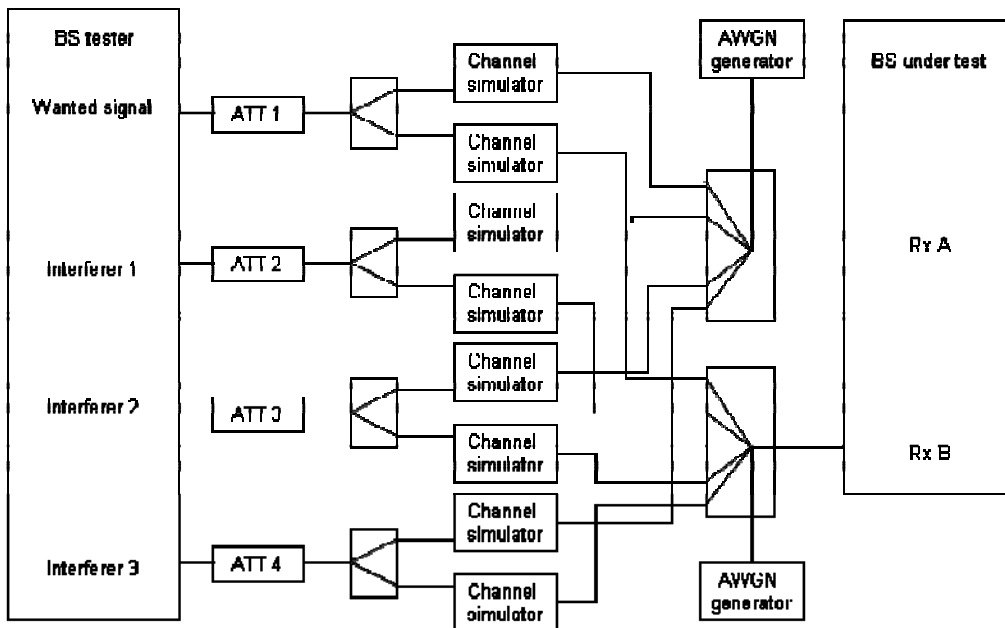 BS tester
Wanted signal
Interferer 1
Interferer 2
Interferer 3
ATT 1
ATT 2
ATT 3
ATT 4
Channel
simulator
Channel
simulator
Channel
simulator
Channel
simulator
Channel
simulator
Channel
simulator
Channel
simulator
Channel
simulator
AWGN
generator
AWGN
generator
BS under test
Rx A
Rx B